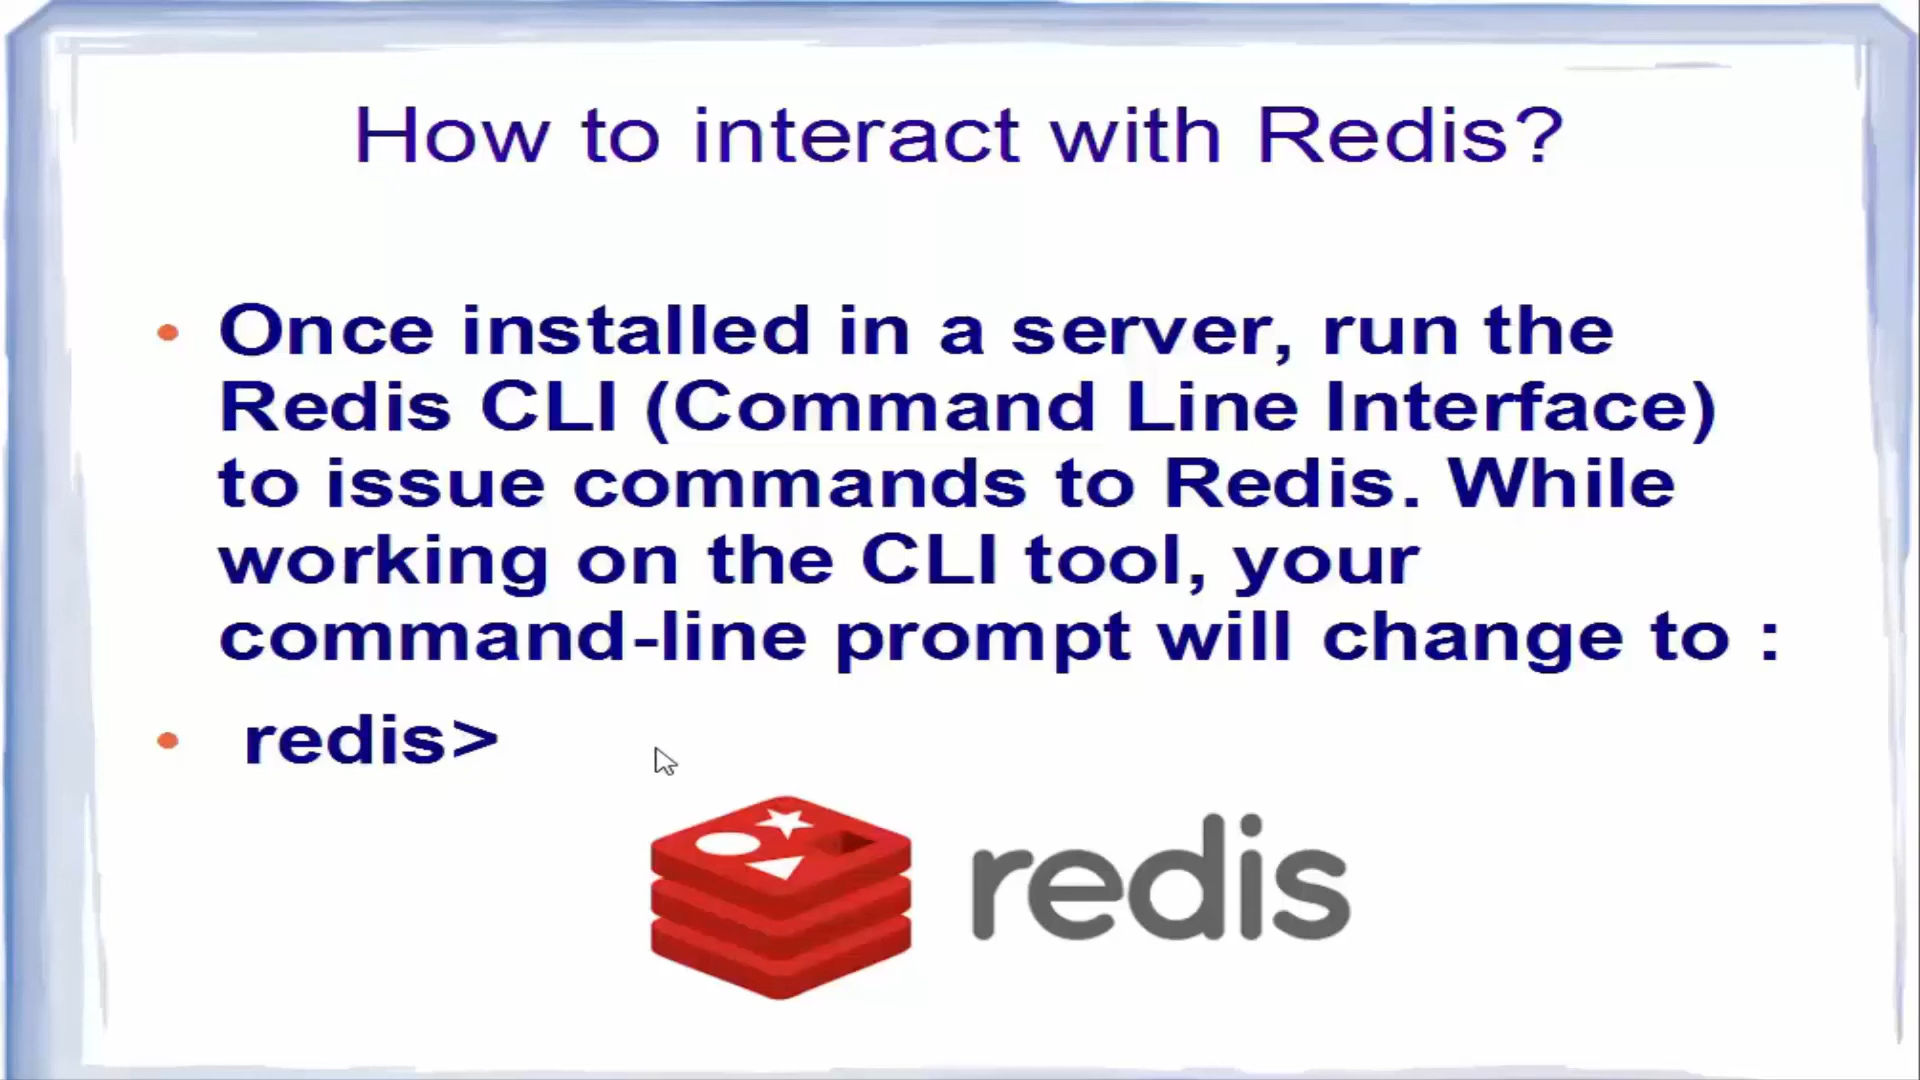 How to interact with Redis?
• Once installed in a server, run the
Redis CLI (Command Line Interface)
to issue commands to Redis. While
working on the CLI tool, your
command-line prompt will change to :
• redis>
redis